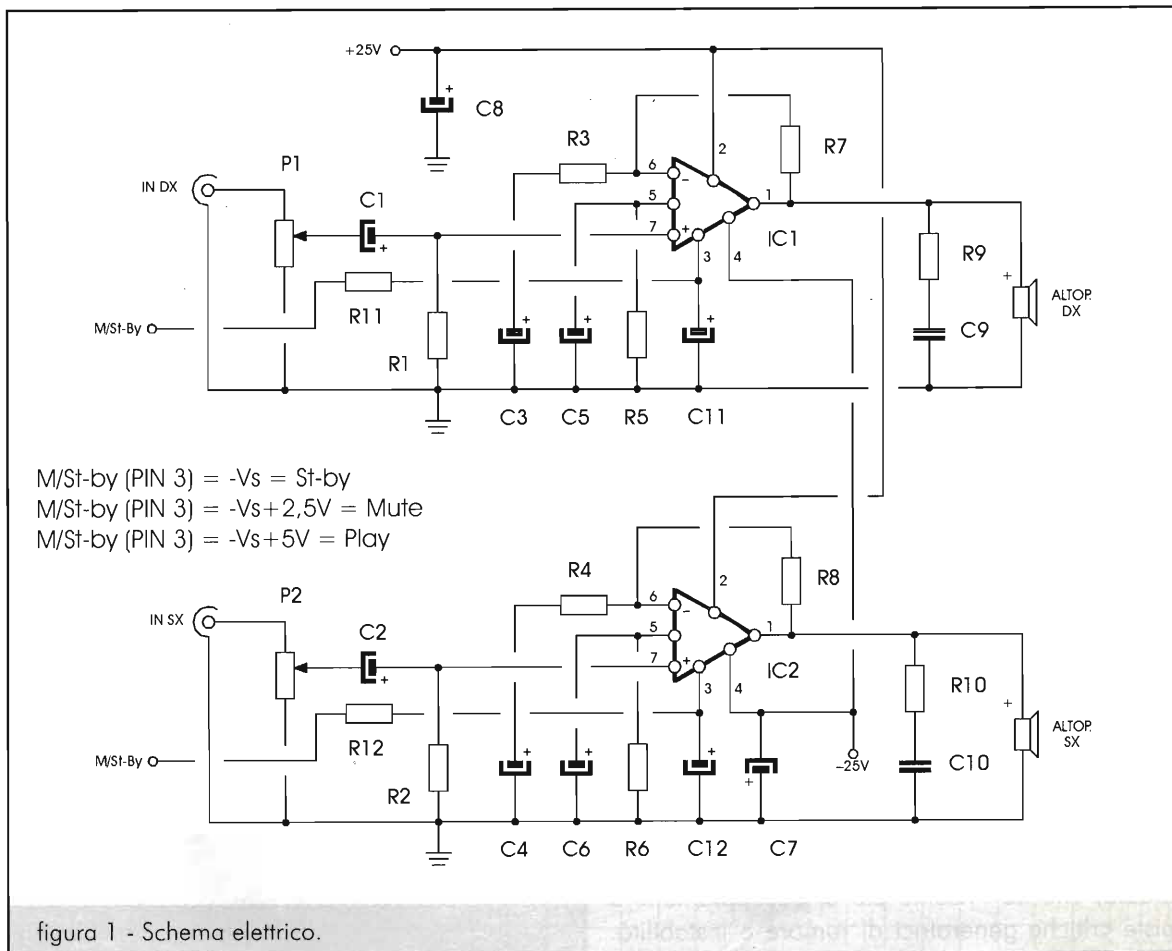 +25V
C8
R3
R7
P1
2
IN DX
C1
6
–
5
1
7
+
IC1
3
4
R9
ALTOP.
DX
R11
M/St-By
R1
C9
C3
C5
R5
C11
M/St-by (PIN 3) = -Vs = St-by
M/St-by (PIN 3) = -Vs+2,5V = Mute
M/St-by (PIN 3) = -Vs+5V = Play
R4
R8
P2
2
IN SX
C2
6
–
5
1
7
+
IC2
3
4
R10
ALTOP.
SX
R12
M/St-By
R2
-25V
C10
C4
C6
R6
C12
C7
figura 1 - Schema elettrico.